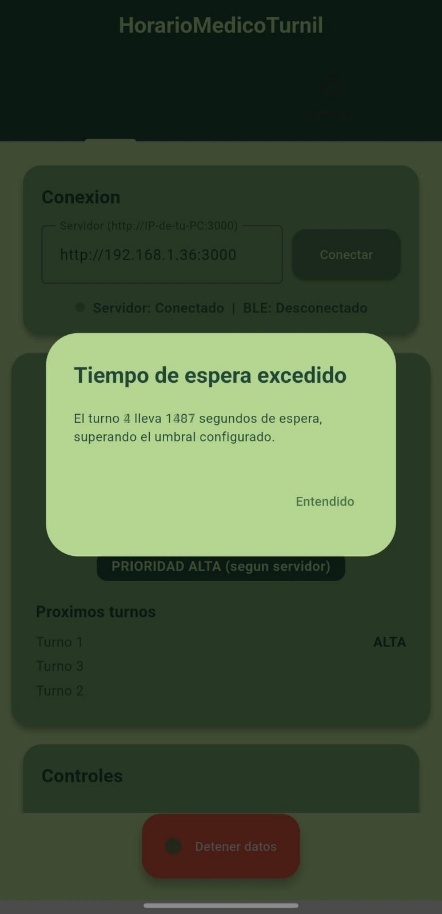 HorarioMedicoTurnil
Conexion
Servidor (http://IP-de-tu-PC:3000)
http://192.168.1.36:3000
Conectar
Servidor: Conectado | BLE: Desconectado
Tiempo de espera excedido
El turno 4 lleva 1487 segundos de espera,
superando el umbral configurado.
Entendido
PRIORIDAD ALTA (segun servidor)
Proximos turnos
Turno 1 ALTA
Turno 3
Turno 2
Controles
Detener datos